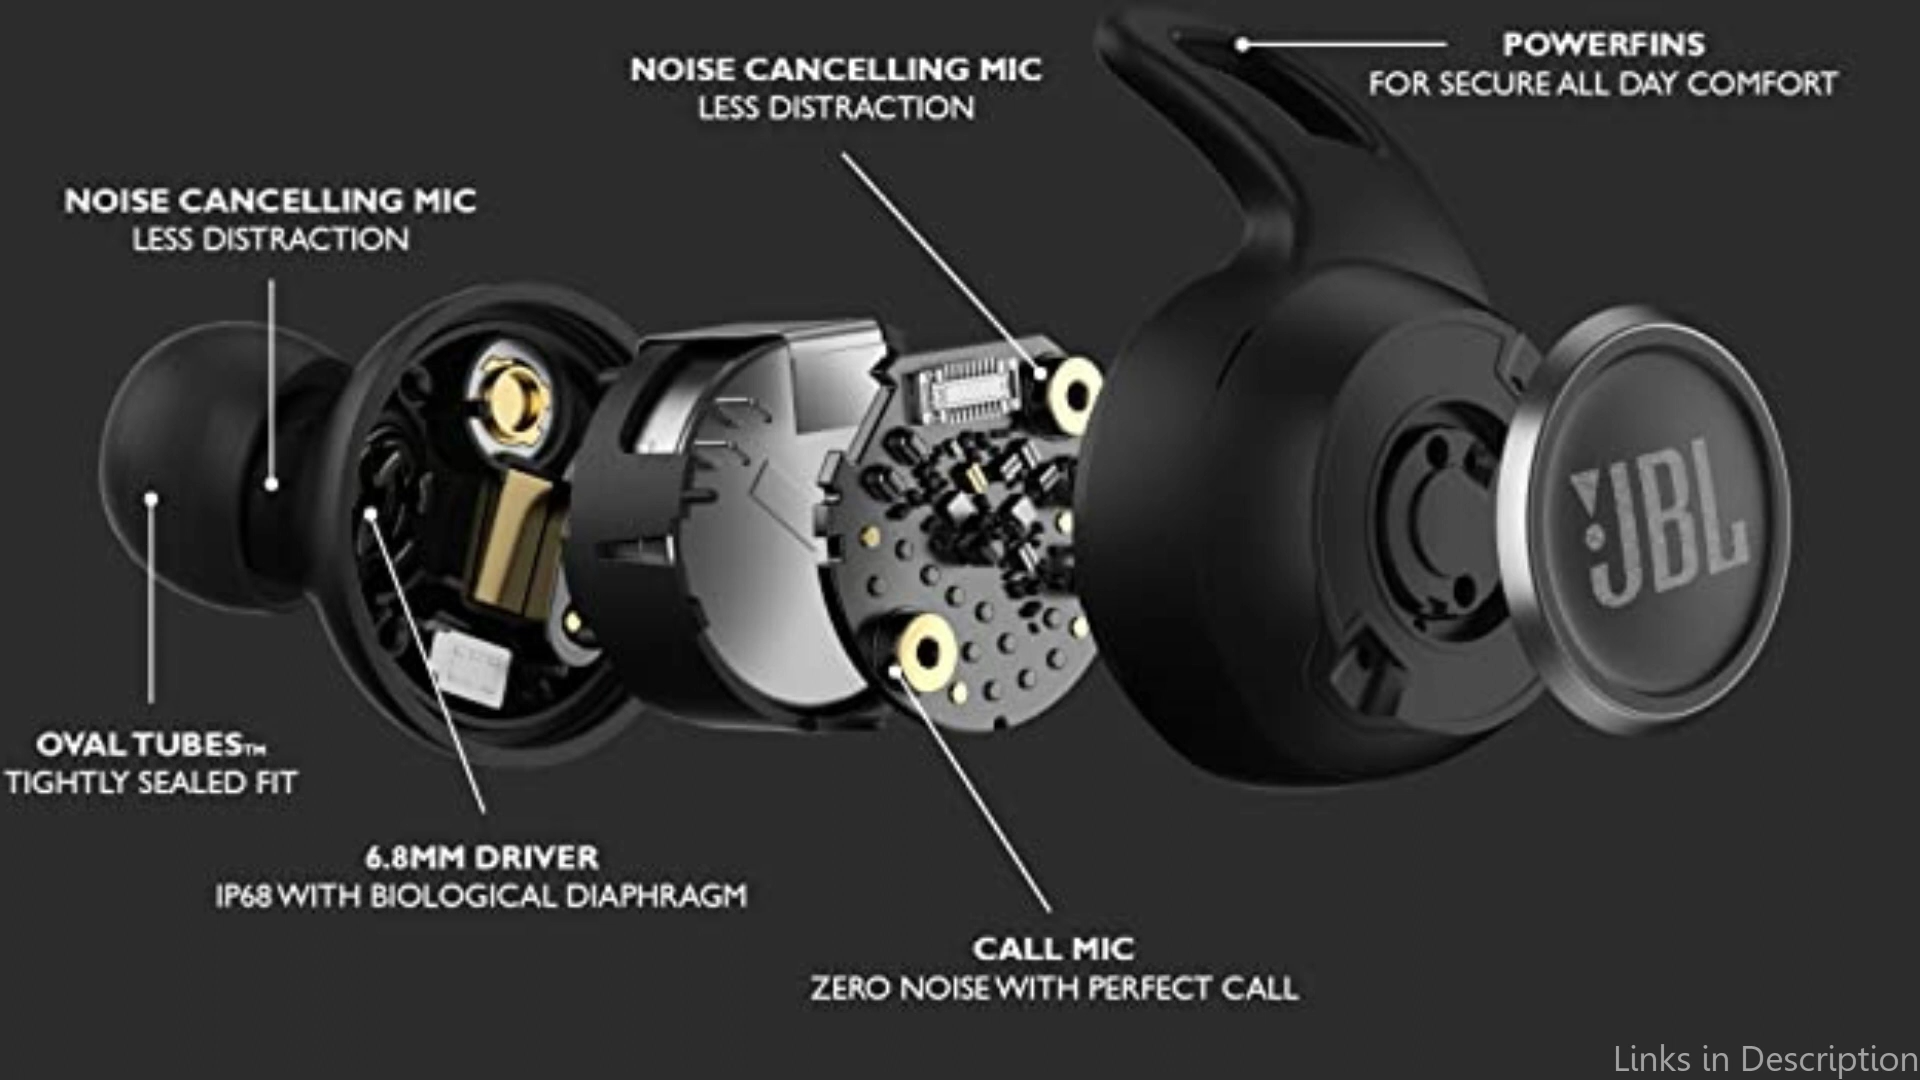 POWERFINS
FOR SECURE ALL DAY COMFORT
NOISE CANCELLING MIC
LESS DISTRACTION
NOISE CANCELLING MIC
LESS DISTRACTION
JBL
OVAL TUBES™
TIGHTLY SEALED FIT
6.8MM DRIVER
IP68 WITH BIOLOGICAL DIAPHRAGM
CALL MIC
ZERO NOISE WITH PERFECT CALL
Links in Description